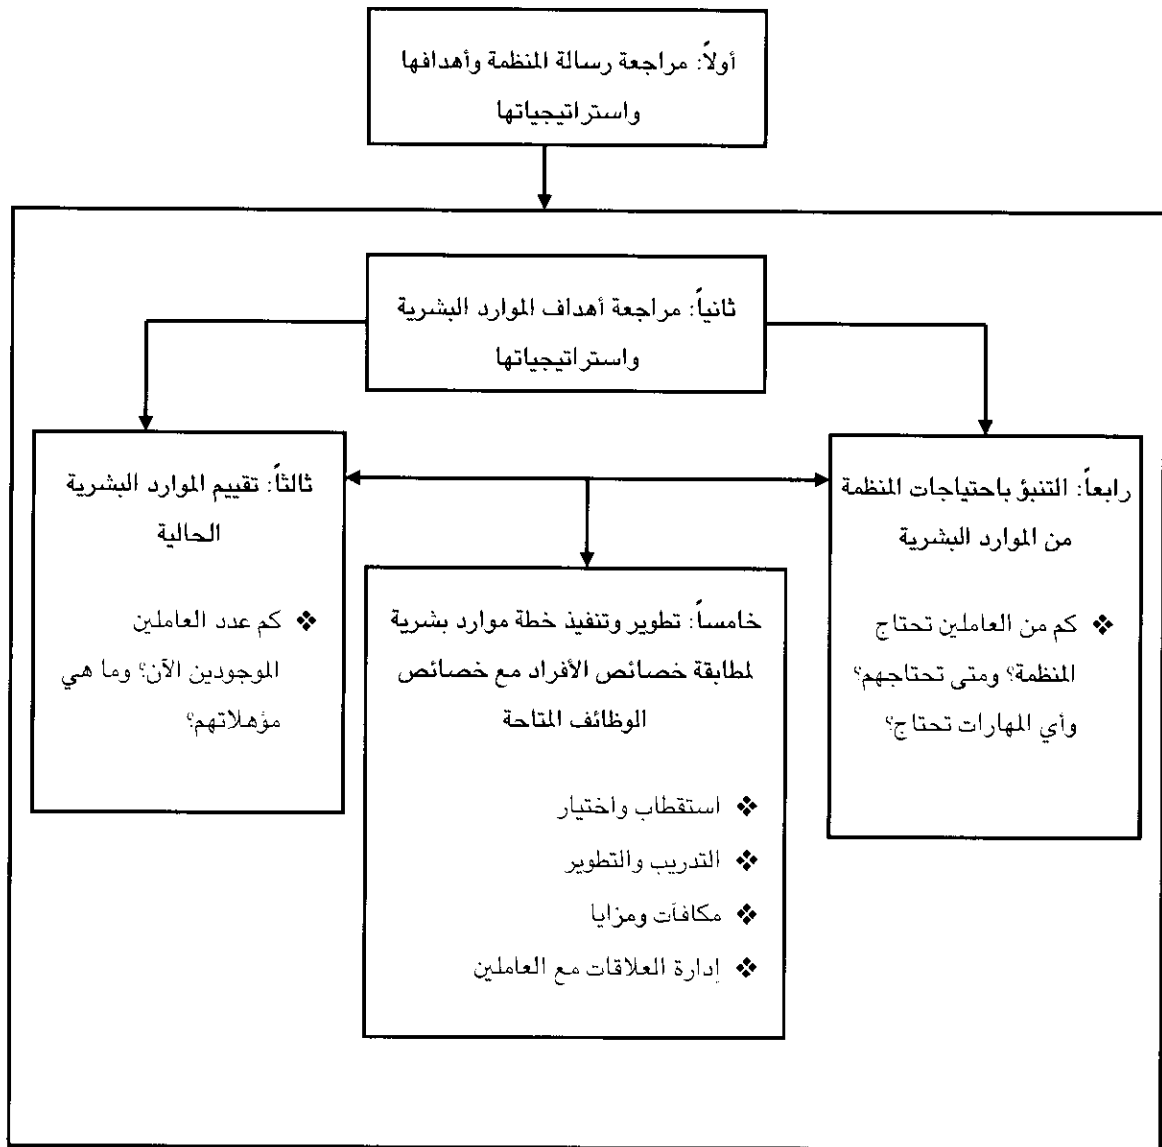 أولاً: مراجعة رسالة المنظمة وأهدافها
واستراتيجياتها
ثانياً: مراجعة أهداف الموارد البشرية
واستراتيجياتها
ثالثاً: تقييم الموارد البشرية
الحالية
❖ كم عدد العاملين
الموجودين الآن؟ وما هي
مؤهلاتهم؟
رابعاً: التنبؤ باحتياجات المنظمة
من الموارد البشرية
❖ كم من العاملين تحتاج
المنظمة؟ ومتى تحتاجهم؟
وأي المهارات تحتاج؟
خامساً: تطوير وتنفيذ خطة موارد بشرية
لمطابقة خصائص الأفراد مع خصائص
الوظائف المتاحة
❖ استقطاب واختيار
❖ التدريب والتطوير
❖ مكافآت ومزايا
❖ إدارة العلاقات مع العاملين